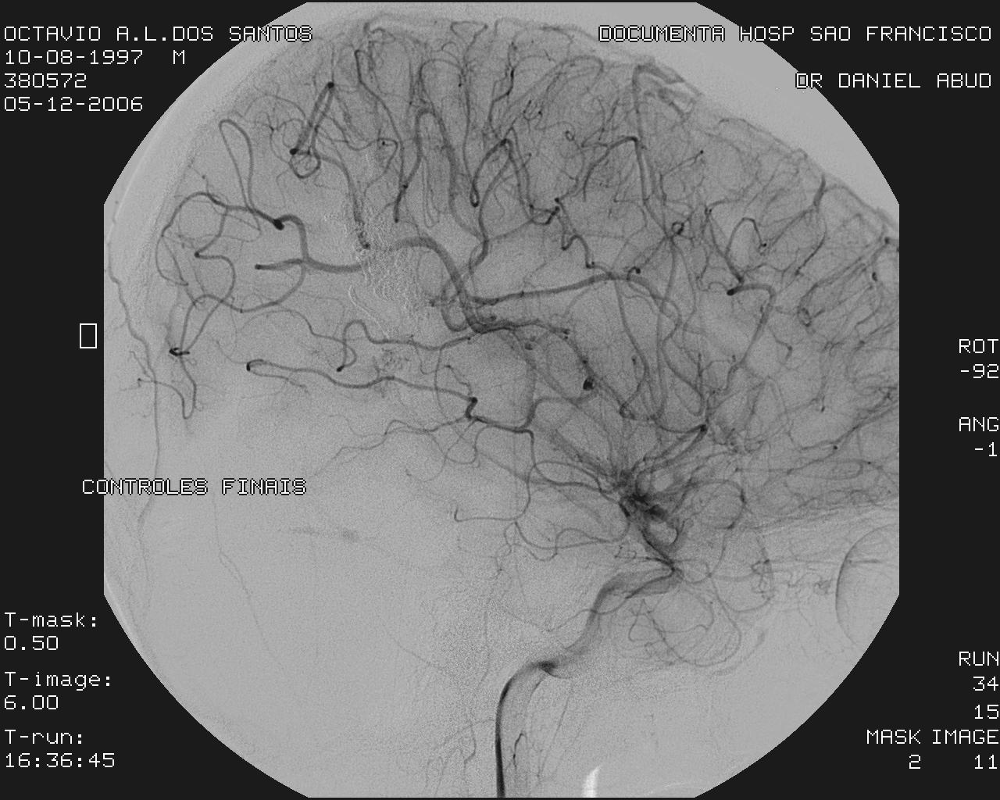 OCTAVIO A.L.DOS SANTOS
10-08-1997 M
380572
05-12-2006
DOCUMENTA HOSP SAO FRANCISCO
DR DANIEL ABUD
ROT
-92
ANG
-1
CONTROLES FINAIS
T-mask:
0.50
T-image:
6.00
T-run:
16:36:45
RUN
34
15
MASK IMAGE
2 11